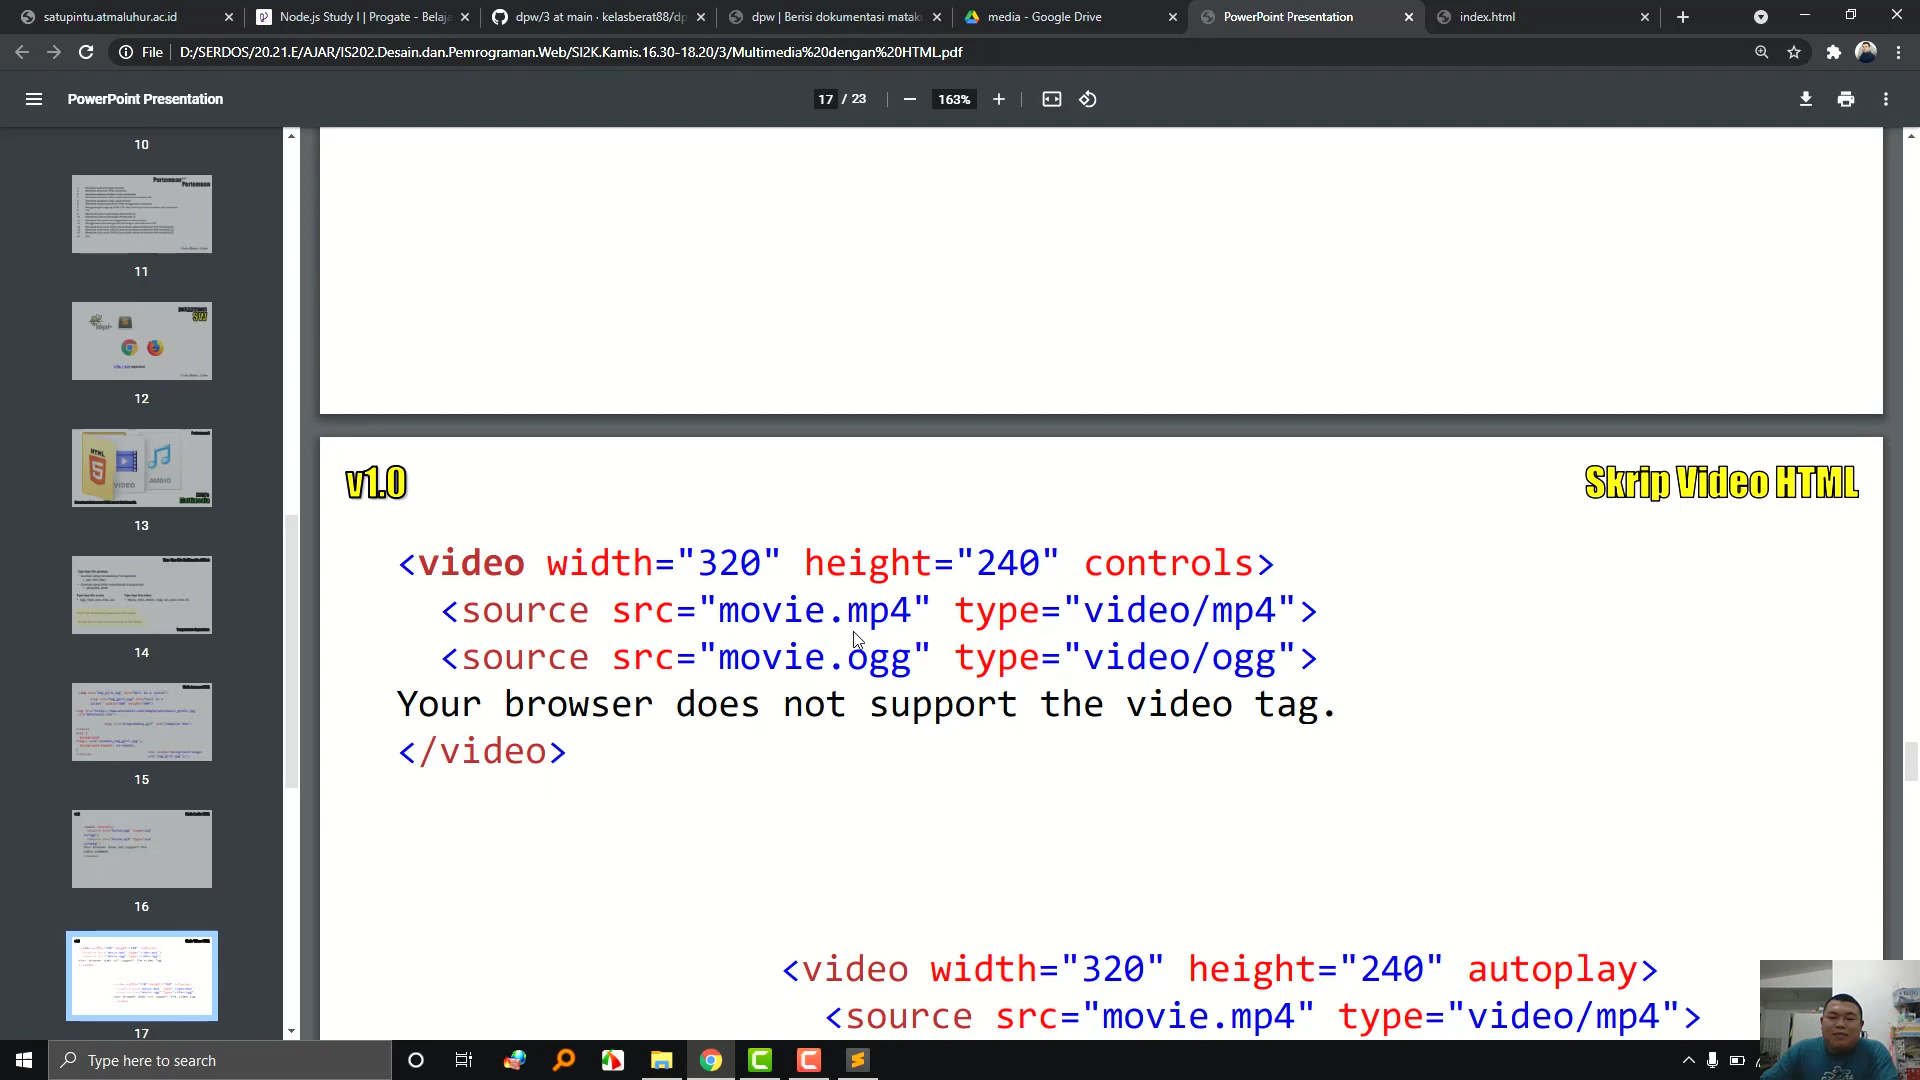 satupintu.atmaluhur.ac.id
Node.js Study I | Progate - Belaja
dpw/3 at main · kelasberat88/dp
dpw | Berisi dokumentasi mataku
media - Google Drive
PowerPoint Presentation
index.html
File
D:/SERDOS/20.21.E/AJAR/IS202.Desain.dan.Pemrograman.Web/SI2K.Kamis.16.30-18.20/3/Multimedia%20dengan%20HTML.pdf
PowerPoint Presentation
17 / 23
163%
10
11
12
13
14
15
16
17
v1.0
Skrip Video HTML
<video width="320" height="240" controls>
<source src="movie.mp4" type="video/mp4">
<source src="movie.ogg" type="video/ogg">
Your browser does not support the video tag.
</video>
<video width="320" height="240" autoplay>
<source src="movie.mp4" type="video/mp4">
Type here to search